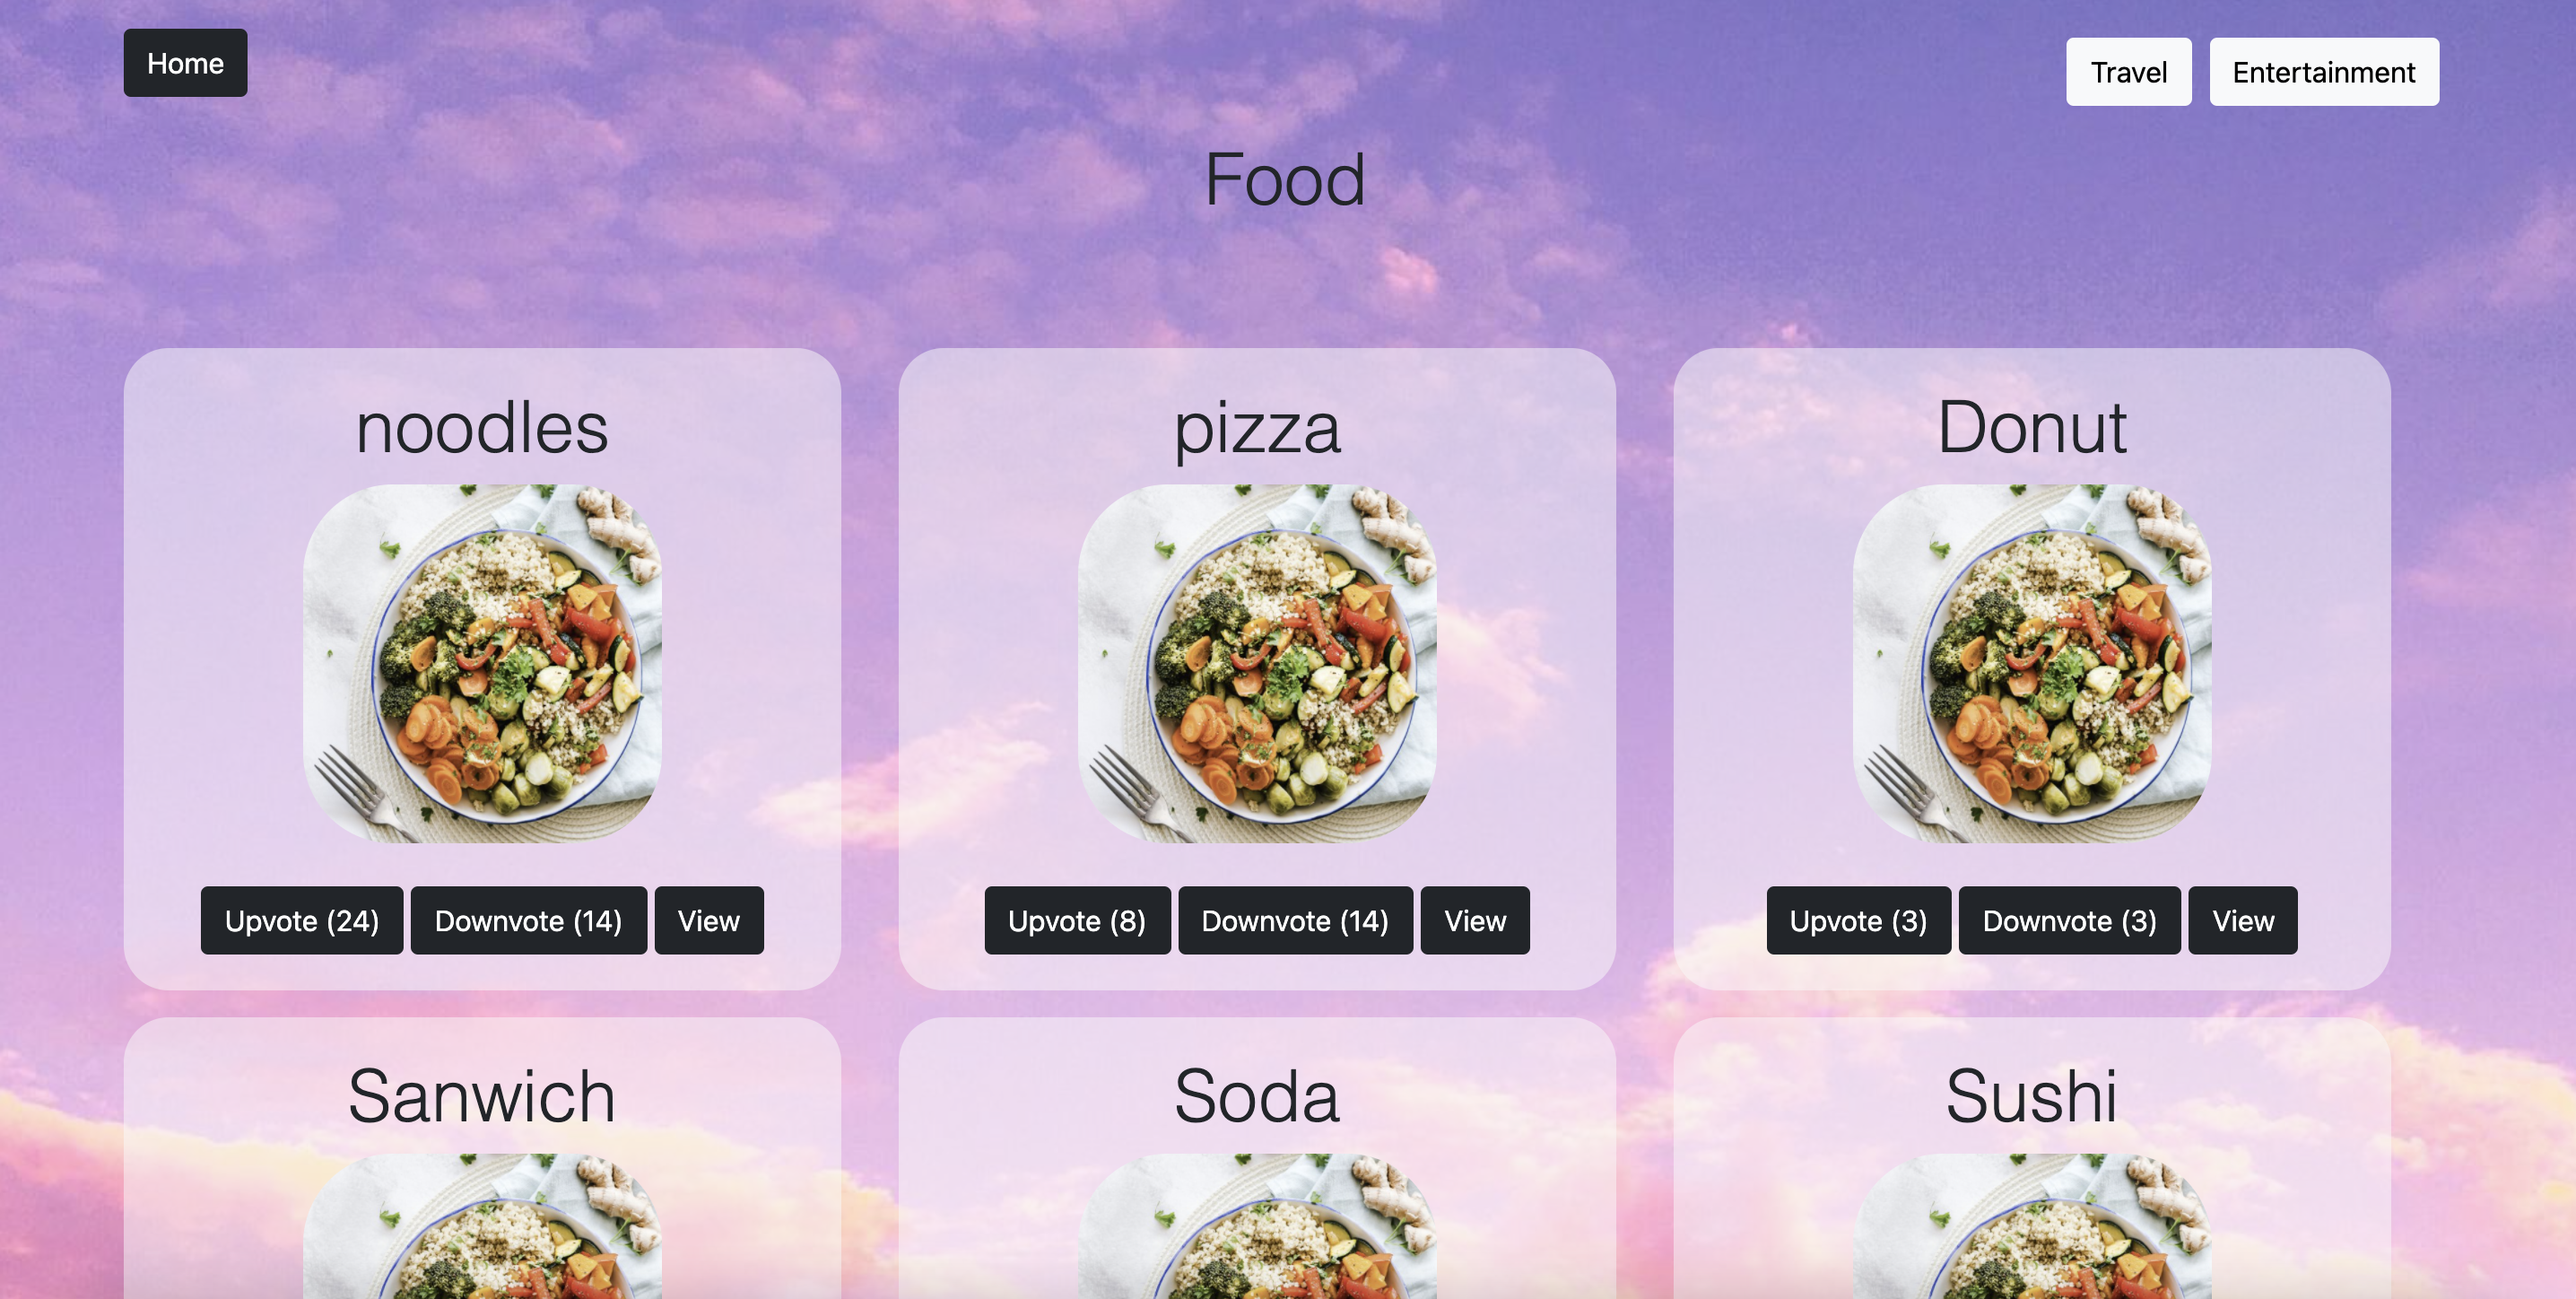 Home
Travel Entertainment
Food
noodles
pizza
Donut
Upvote (24) Downvote (14) View
Upvote (8) Downvote (14) View
Upvote (3) Downvote (3) View
Sanwich
Soda
Sushi